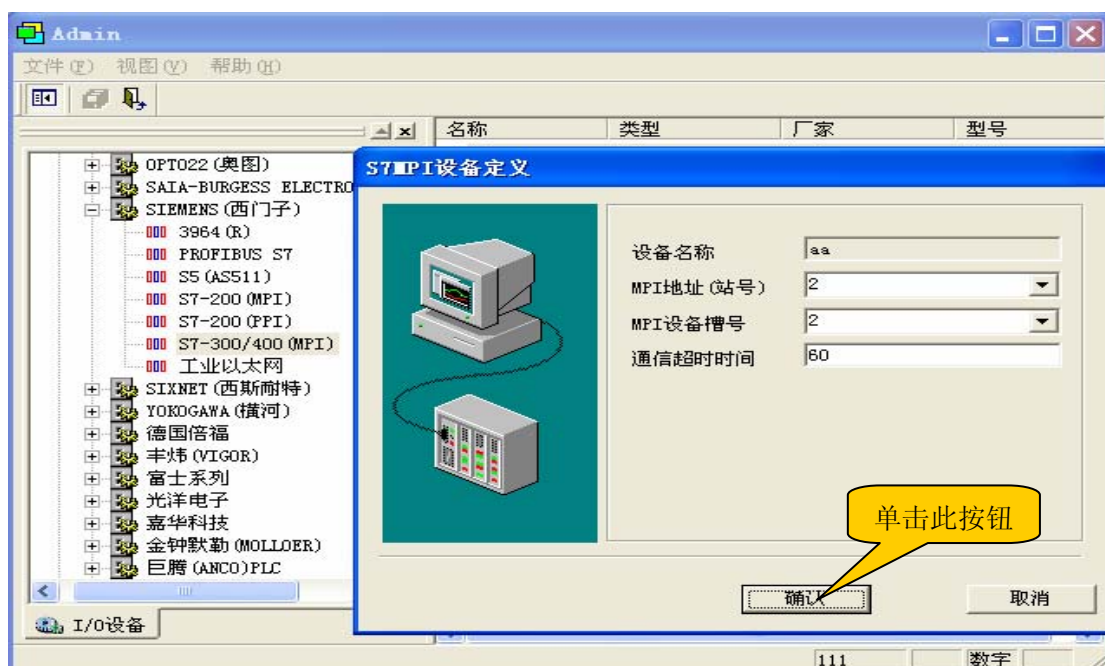 Admin
文件(F) 视图(V) 帮助(H)
名称 类型 厂家 型号
OPTO22(奥图)
SAIA-BURGESS ELECTRO
SIEMENS(西门子)
3964(R)
PROFIBUS S7
S5(AS511)
S7-200(MPI)
S7-200(PPI)
S7-300/400(MPI)
工业以太网
SIXNET(西斯耐特)
YOKOGAWA(横河)
德国倍福
丰炜(VIGOR)
富士系列
光洋电子
嘉华科技
金钟默勒(MOLLOER)
巨腾(ANCO)PLC
I/O设备
S7MPI设备定义
设备名称 aa
MPI地址(站号) 2
MPI设备槽号 2
通信超时时间 60
单击此按钮
确认 取消
111 数字